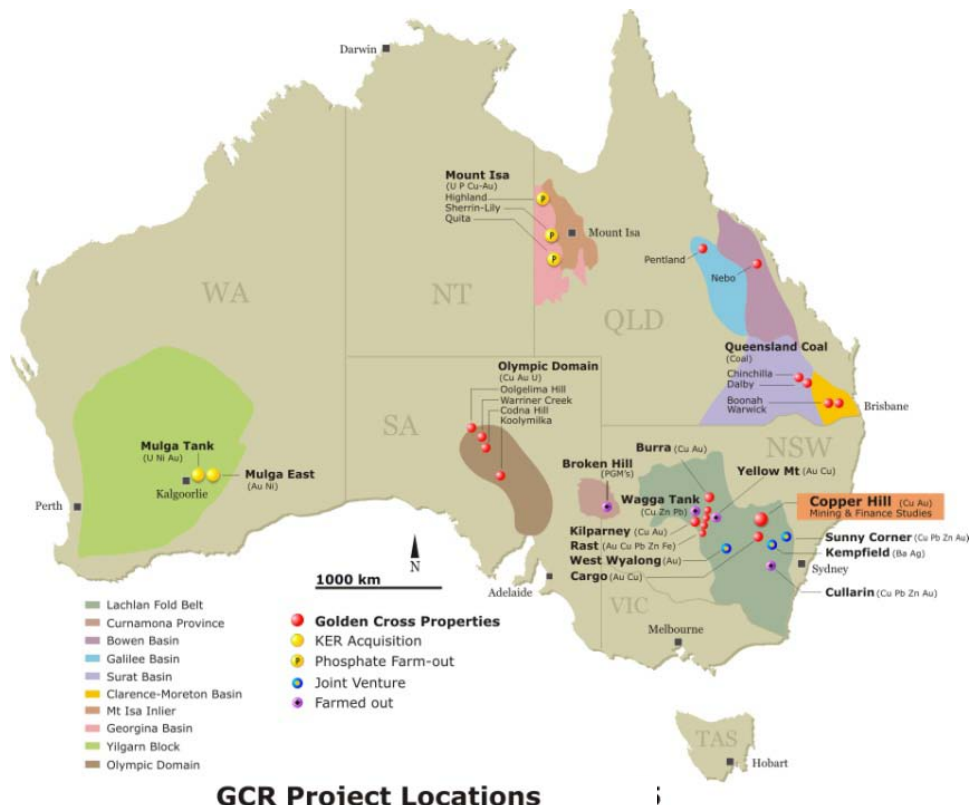 Darwin
Mount Isa
(U P Cu-Au)
Highland
Sherrin-Lily
Quita
P
P
P
Mount Isa
Pentland
Nebo
WA
NT
QLD
Queensland Coal
(Coal)
Chinchilla
Dalby
Boonah
Warwick
Brisbane
Olympic Domain
(Cu Au U)
Oolgelima Hill
Warriner Creek
Codna Hill
Koolymilka
SA
NSW
Mulga Tank
(U Ni Au)
Mulga East
(Au Ni)
Kalgoorlie
Perth
Burra (Cu Au)
Broken Hill
(PGM's)
Yellow Mt (Au Cu)
Wagga Tank
(Cu Zn Pb)
Copper Hill (Cu Au)
Mining & Finance Studies
Kilparney (Cu Au)
Rast (Au Cu Pb Zn Fe)
West Wyalong (Au)
Cargo (Au Cu)
Sunny Corner (Cu Pb Zn Au)
Kempfield (Ba Ag)
Sydney
Cullarin (Cu Pb Zn Au)
N
1000 km
Adelaide
VIC
Melbourne
TAS
Hobart
Lachlan Fold Belt
Curnamona Province
Bowen Basin
Galilee Basin
Surat Basin
Clarence-Moreton Basin
Mt Isa Inlier
Georgina Basin
Yilgarn Block
Olympic Domain
Golden Cross Properties
KER Acquisition
P Phosphate Farm-out
Joint Venture
Farmed out
GCR Project Locations